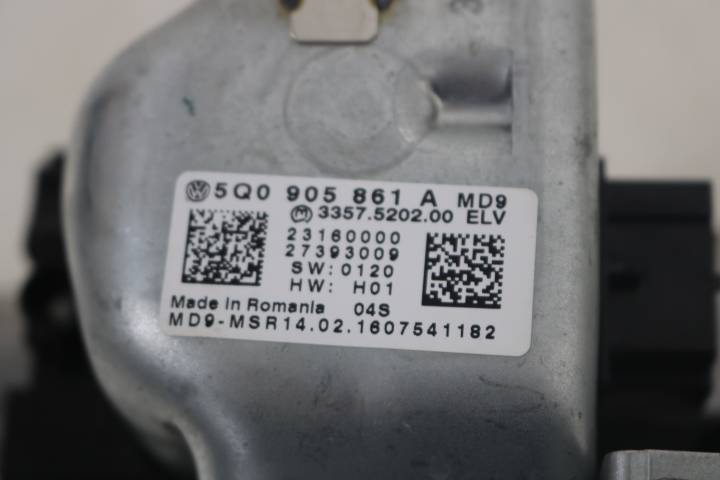 5Q0 905 861 A MD9
3357.5202.00 ELV
23160000
27393009
SW: 0120
HW: H01
Made in Romania 04S
MD9-MSR14.02.1607541182